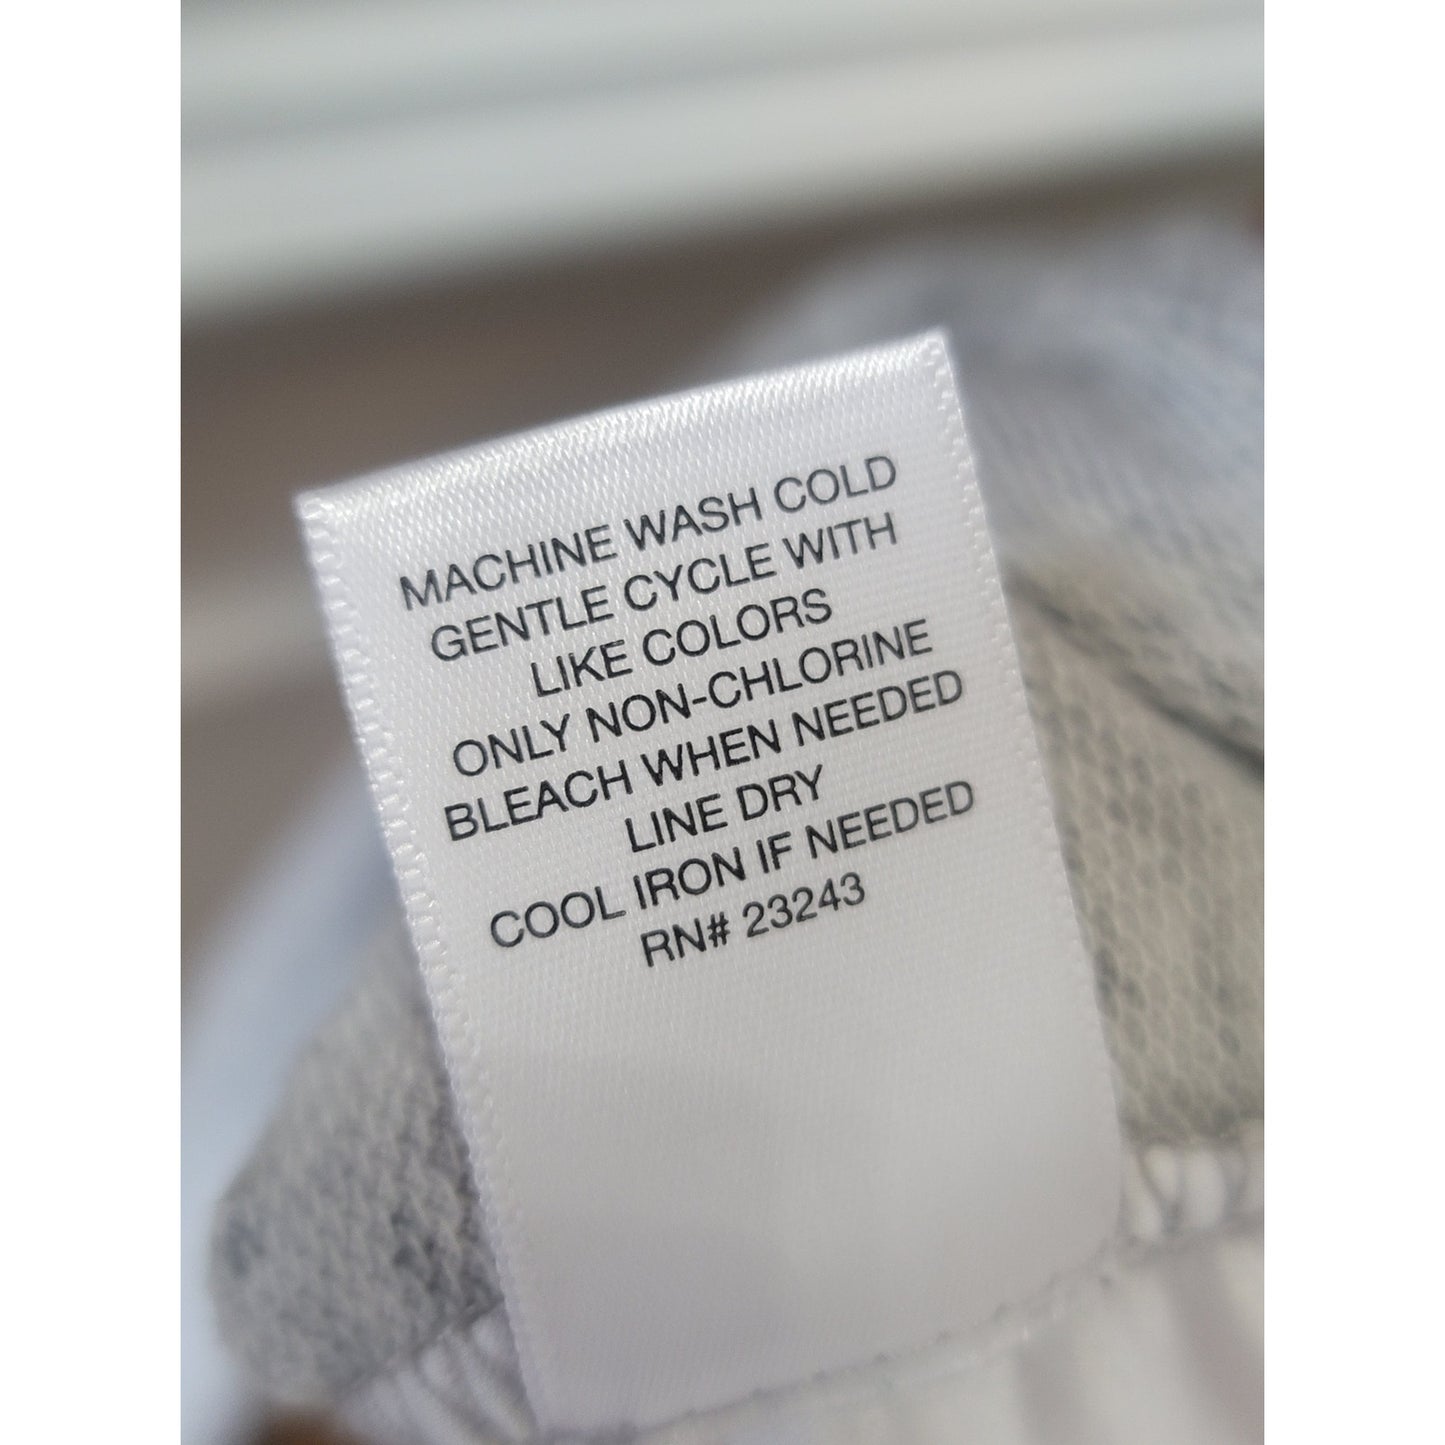 MACHINE WASH COLD
GENTLE CYCLE WITH
LIKE COLORS
ONLY NON-CHLORINE
BLEACH WHEN NEEDED
LINE DRY
COOL IRON IF NEEDED
RN# 23243